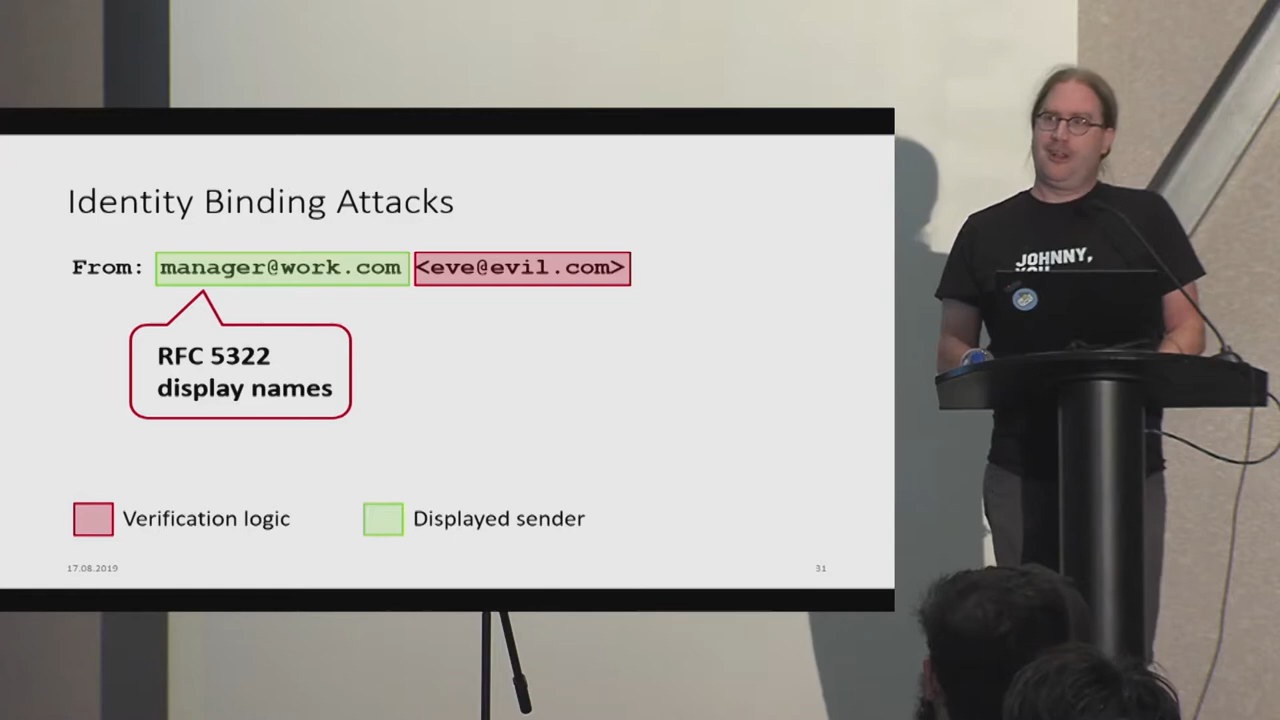 Identity Binding Attacks
From: manager@work.com <eve@evil.com>
RFC 5322
display names
Verification logic
Displayed sender
17.08.2019
31
JOHNNY,
YOU